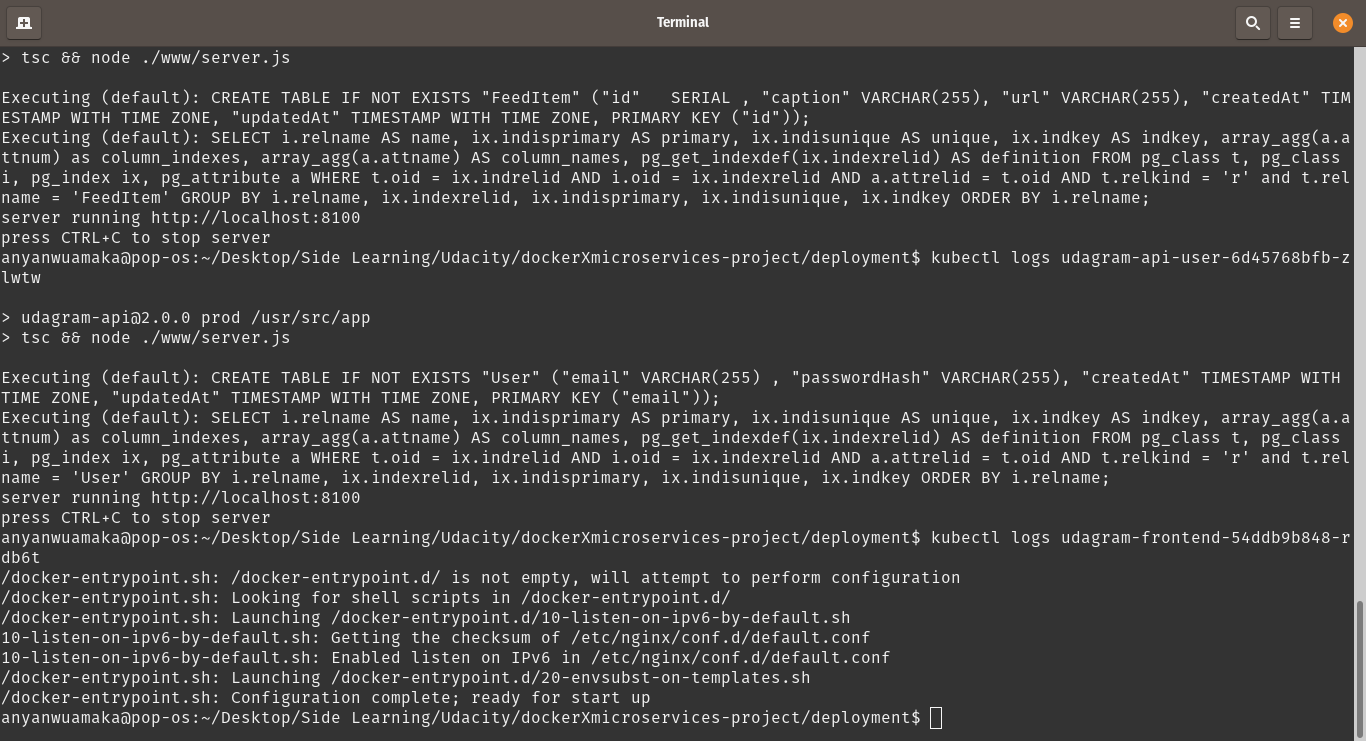 Terminal
> tsc && node ./www/server.js
Executing (default): CREATE TABLE IF NOT EXISTS "FeedItem" ("id"   SERIAL , "caption" VARCHAR(255), "url" VARCHAR(255), "createdAt" TIM
ESTAMP WITH TIME ZONE, "updatedAt" TIMESTAMP WITH TIME ZONE, PRIMARY KEY ("id"));
Executing (default): SELECT i.relname AS name, ix.indisprimary AS primary, ix.indisunique AS unique, ix.indkey AS indkey, array_agg(a.a
ttnum) as column_indexes, array_agg(a.attname) AS column_names, pg_get_indexdef(ix.indexrelid) AS definition FROM pg_class t, pg_class
i, pg_index ix, pg_attribute a WHERE t.oid = ix.indrelid AND i.oid = ix.indexrelid AND a.attrelid = t.oid AND t.relkind = 'r' and t.rel
name = 'FeedItem' GROUP BY i.relname, ix.indexrelid, ix.indisprimary, ix.indisunique, ix.indkey ORDER BY i.relname;
server running http://localhost:8100
press CTRL+C to stop server
anyanwuamaka@pop-os:~/Desktop/Side Learning/Udacity/dockerXmicroservices-project/deployment$ kubectl logs udagram-api-user-6d45768bfb-z
lwtw
> udagram-api@2.0.0 prod /usr/src/app
> tsc && node ./www/server.js
Executing (default): CREATE TABLE IF NOT EXISTS "User" ("email" VARCHAR(255) , "passwordHash" VARCHAR(255), "createdAt" TIMESTAMP WITH
TIME ZONE, "updatedAt" TIMESTAMP WITH TIME ZONE, PRIMARY KEY ("email"));
Executing (default): SELECT i.relname AS name, ix.indisprimary AS primary, ix.indisunique AS unique, ix.indkey AS indkey, array_agg(a.a
ttnum) as column_indexes, array_agg(a.attname) AS column_names, pg_get_indexdef(ix.indexrelid) AS definition FROM pg_class t, pg_class
i, pg_index ix, pg_attribute a WHERE t.oid = ix.indrelid AND i.oid = ix.indexrelid AND a.attrelid = t.oid AND t.relkind = 'r' and t.rel
name = 'User' GROUP BY i.relname, ix.indexrelid, ix.indisprimary, ix.indisunique, ix.indkey ORDER BY i.relname;
server running http://localhost:8100
press CTRL+C to stop server
anyanwuamaka@pop-os:~/Desktop/Side Learning/Udacity/dockerXmicroservices-project/deployment$ kubectl logs udagram-frontend-54ddb9b848-r
db6t
/docker-entrypoint.sh: /docker-entrypoint.d/ is not empty, will attempt to perform configuration
/docker-entrypoint.sh: Looking for shell scripts in /docker-entrypoint.d/
/docker-entrypoint.sh: Launching /docker-entrypoint.d/10-listen-on-ipv6-by-default.sh
10-listen-on-ipv6-by-default.sh: Getting the checksum of /etc/nginx/conf.d/default.conf
10-listen-on-ipv6-by-default.sh: Enabled listen on IPv6 in /etc/nginx/conf.d/default.conf
/docker-entrypoint.sh: Launching /docker-entrypoint.d/20-envsubst-on-templates.sh
/docker-entrypoint.sh: Configuration complete; ready for start up
anyanwuamaka@pop-os:~/Desktop/Side Learning/Udacity/dockerXmicroservices-project/deployment$